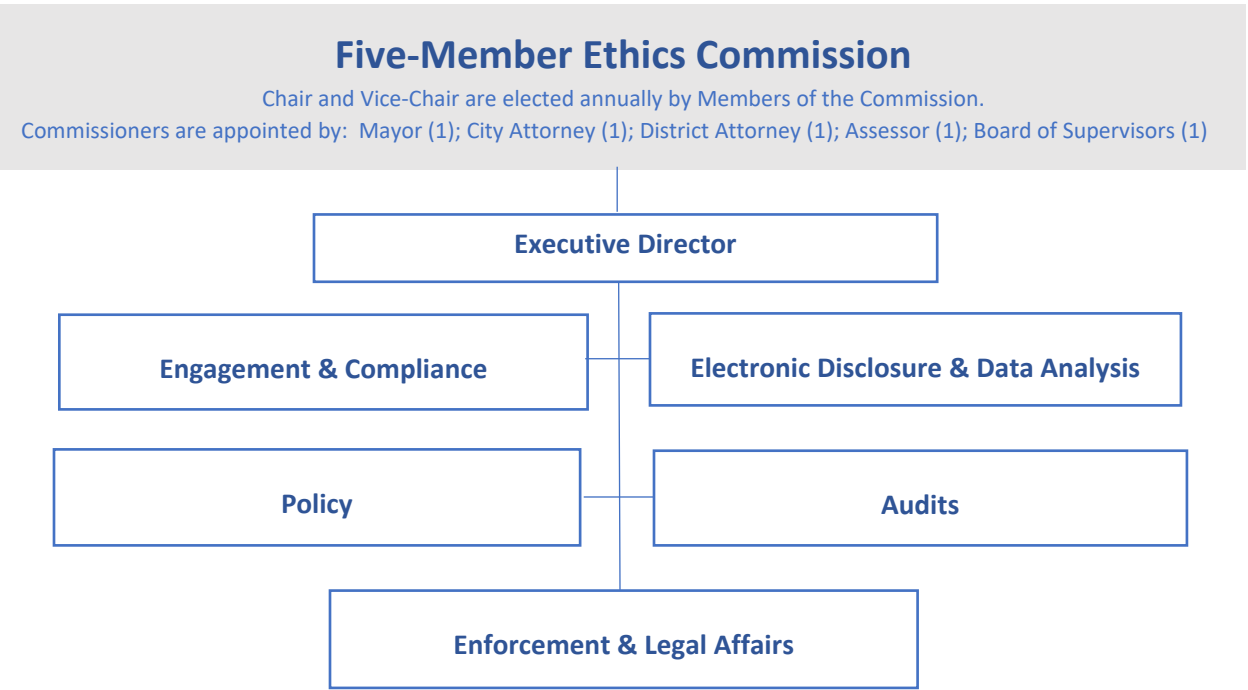 Five-Member Ethics Commission
Chair and Vice-Chair are elected annually by Members of the Commission.
Commissioners are appointed by:  Mayor (1); City Attorney (1); District Attorney (1); Assessor (1); Board of Supervisors (1)
Executive Director
Engagement & Compliance
Electronic Disclosure & Data Analysis
Policy
Audits
Enforcement & Legal Affairs